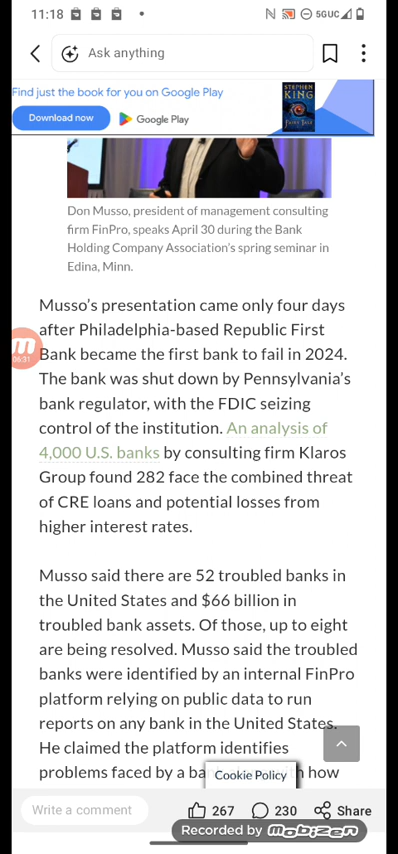 11:18
5GUC
Ask anything
Find just the book for you on Google Play
Download now
Google Play
STEPHEN
KING
FAIRY TALE
Don Musso, president of management consulting
firm FinPro, speaks April 30 during the Bank
Holding Company Association's spring seminar in
Edina, Minn.
Musso's presentation came only four days
after Philadelphia-based Republic First
Bank became the first bank to fail in 2024.
The bank was shut down by Pennsylvania's
bank regulator, with the FDIC seizing
control of the institution. An analysis of
4,000 U.S. banks by consulting firm Klaros
Group found 282 face the combined threat
of CRE loans and potential losses from
higher interest rates.
m
06:31
Musso said there are 52 troubled banks in
the United States and $66 billion in
troubled bank assets. Of those, up to eight
are being resolved. Musso said the troubled
banks were identified by an internal FinPro
platform relying on public data to run
reports on any bank in the United States.
He claimed the platform identifies
problems faced by a ba how
Cookie Policy
Write a comment
267
230
Share
Recorded by mobizen